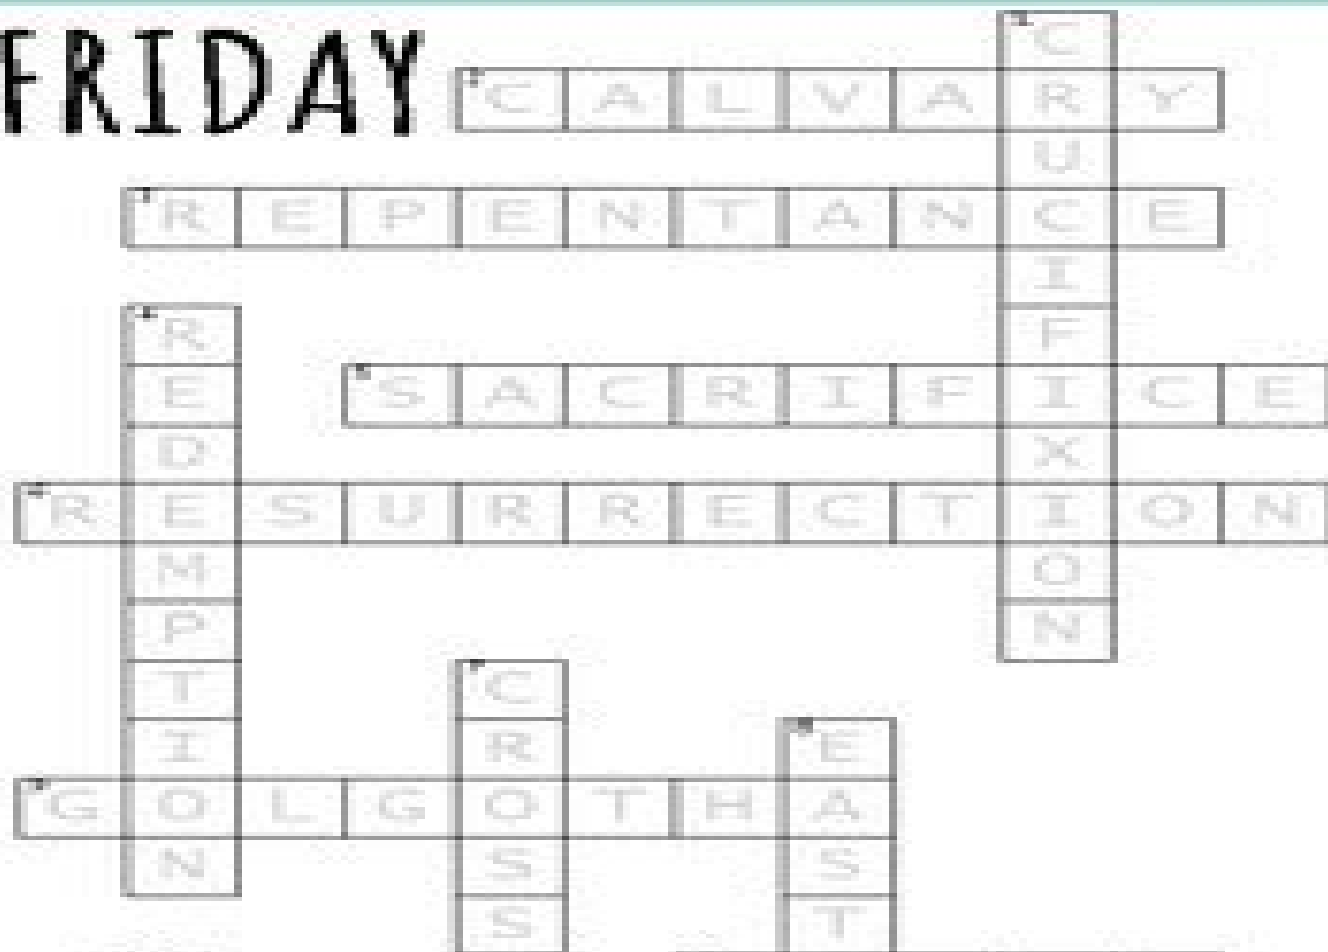 FRIDAY
CALVARY
CRUCIFIXION
REPENTANCE
REDEMPTION
SACRIFICE
RESURRECTION
CROSS
EAST
GOLGOTHA